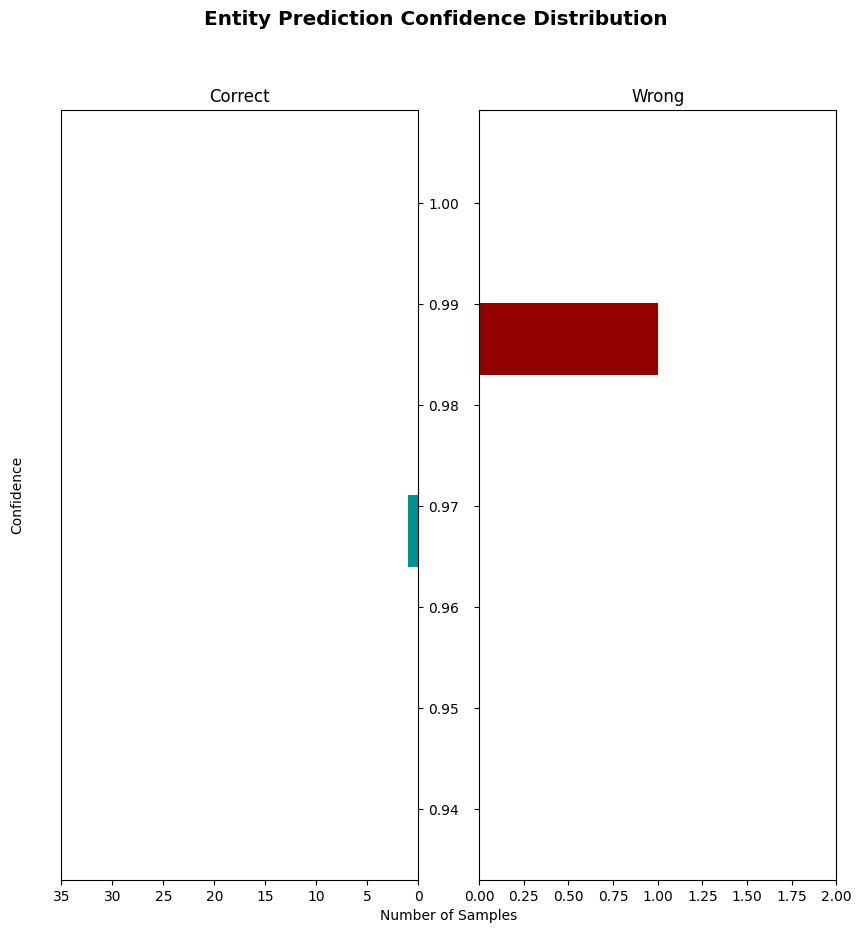 Entity Prediction Confidence Distribution
Correct
Wrong
1.00
0.99
0.98
0.97
0.96
0.95
0.94
Confidence
35 30 25 20 15 10 5 0
0.00 0.25 0.50 0.75 1.00 1.25 1.50 1.75 2.00
Number of Samples